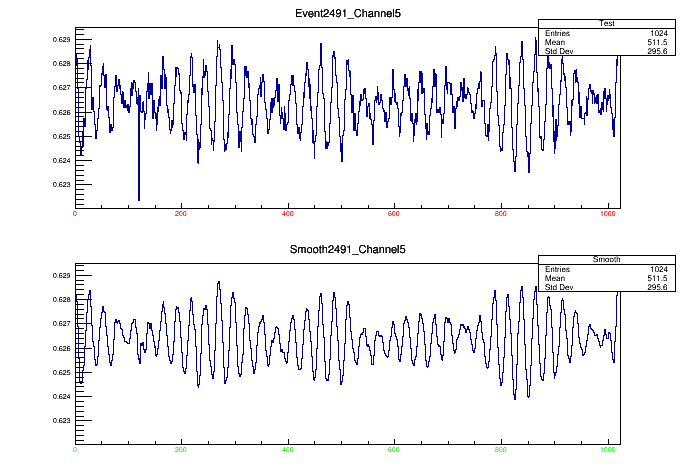 Event2491_Channel5
Test
Entries 1024
Mean 511.5
Std Dev 295.6
0.629
0.628
0.627
0.626
0.625
0.624
0.623
0 200 400 600 800 1000
Smooth2491_Channel5
Smooth
Entries 1024
Mean 511.5
Std Dev 295.6
0.629
0.628
0.627
0.626
0.625
0.624
0.623
0 200 400 600 800 1000